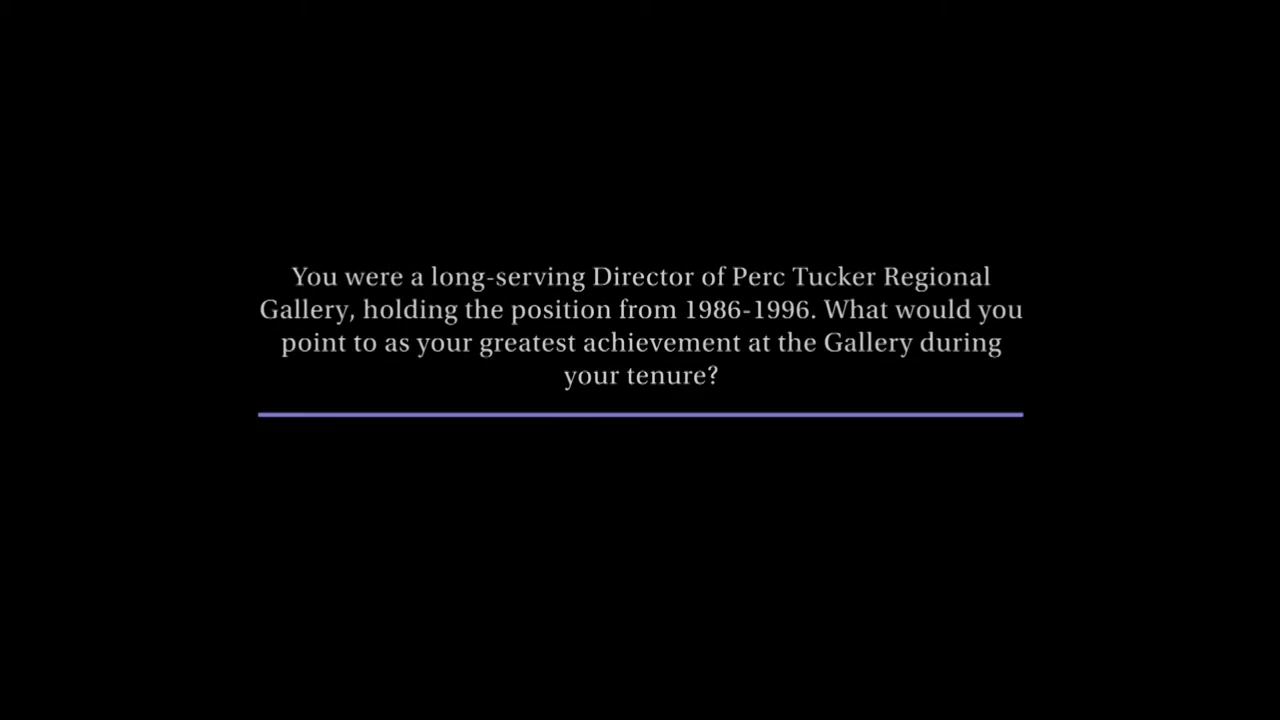 You were a long-serving Director of Perc Tucker Regional
Gallery, holding the position from 1986-1996. What would you
point to as your greatest achievement at the Gallery during
your tenure?